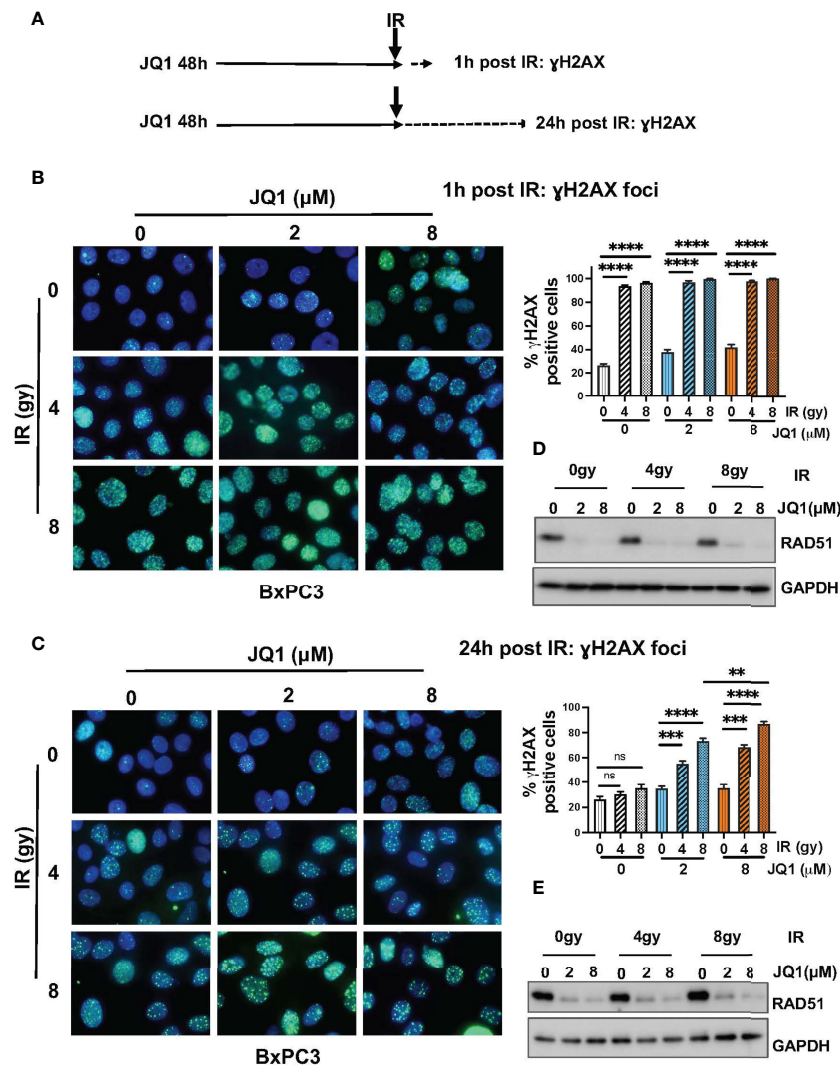 A
IR
JQ1 48h
1h post IR: ɣH2AX
JQ1 48h
24h post IR: ɣH2AX
B
JQ1 (µM)
1h post IR: ɣH2AX foci
0 2 8
IR (gy)
0
4
8
BxPC3
**** **** ****
**** **** ****
% γH2AX
positive cells
100
80
60
40
20
0
0 4 8 0 4 8 0 4 8 IR (gy)
0 2 8 JQ1 (µM)
D
0gy 4gy 8gy IR
0 2 8 0 2 8 0 2 8 JQ1(µM)
RAD51
GAPDH
C
JQ1 (µM)
24h post IR: ɣH2AX foci
0 2 8
IR (gy)
0
4
8
BxPC3
**
**** ****
*** ***
ns
ns
% γH2AX
positive cells
100
80
60
40
20
0
0 4 8 0 4 8 0 4 8 IR (gy)
0 2 8 JQ1 (µM)
E
0gy 4gy 8gy IR
0 2 8 0 2 8 0 2 8 JQ1(µM)
RAD51
GAPDH